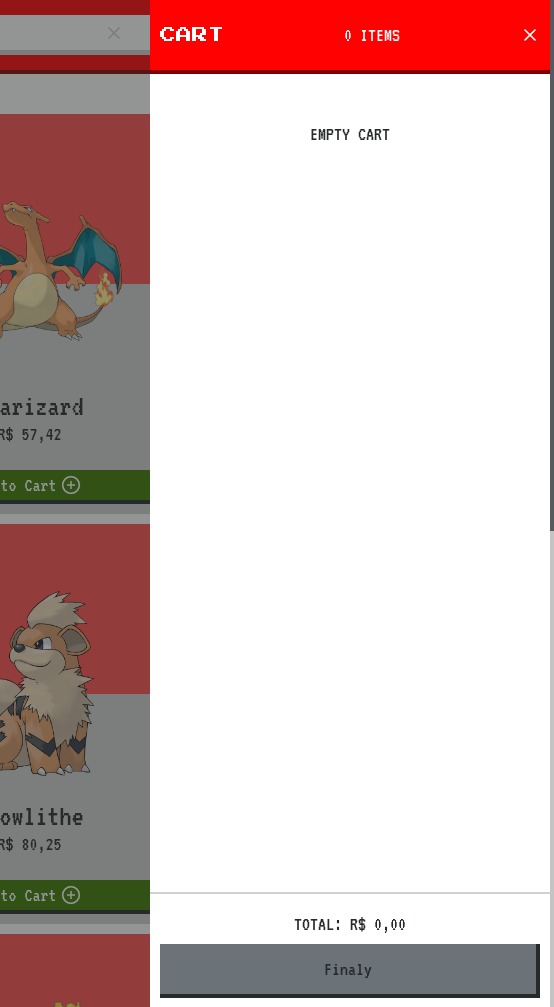 CART
0 ITEMS
EMPTY CART
arizard
R$ 57,42
to Cart
owlithe
R$ 80,25
to Cart
TOTAL: R$ 0,00
Finaly